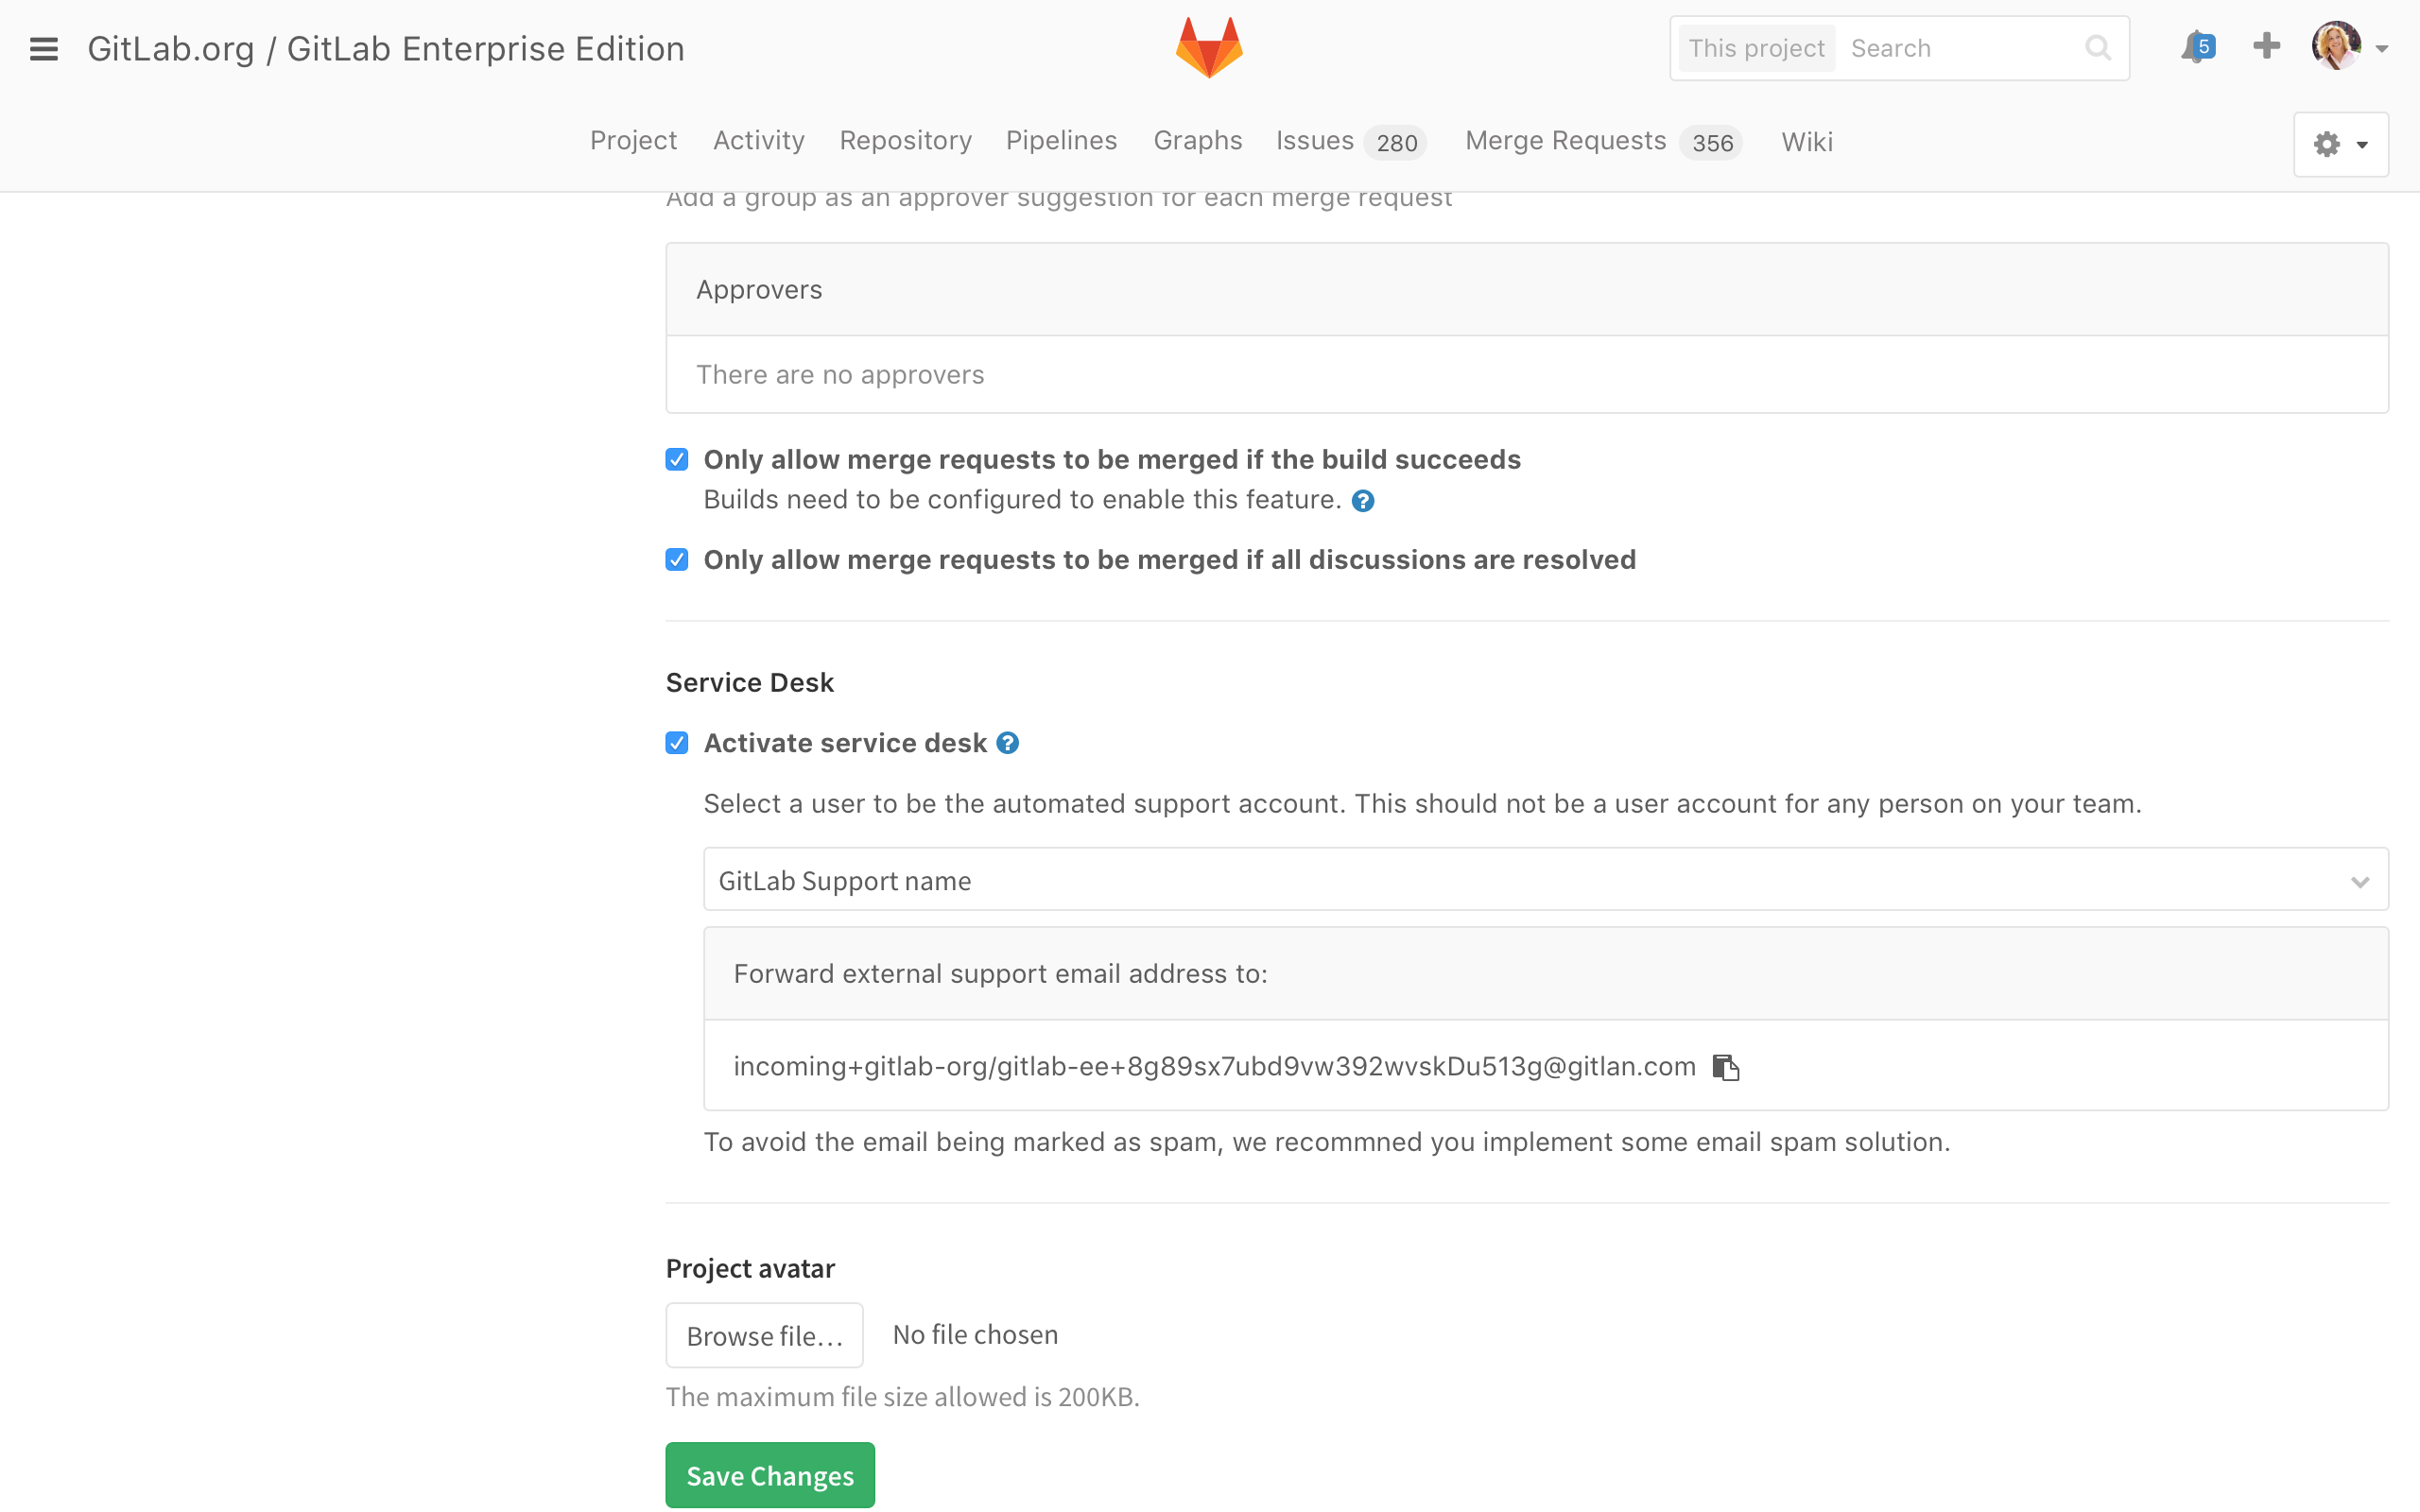 GitLab.org / GitLab Enterprise Edition
This project Search
5
Project Activity Repository Pipelines Graphs Issues 280 Merge Requests 356 Wiki
Add a group as an approver suggestion for each merge request
Approvers
There are no approvers
Only allow merge requests to be merged if the build succeeds
Builds need to be configured to enable this feature. ?
Only allow merge requests to be merged if all discussions are resolved
Service Desk
Activate service desk ?
Select a user to be the automated support account. This should not be a user account for any person on your team.
GitLab Support name
Forward external support email address to:
incoming+gitlab-org/gitlab-ee+8g89sx7ubd9vw392wvskDu513g@gitlan.com
To avoid the email being marked as spam, we recommned you implement some email spam solution.
Project avatar
Browse file... No file chosen
The maximum file size allowed is 200KB.
Save Changes